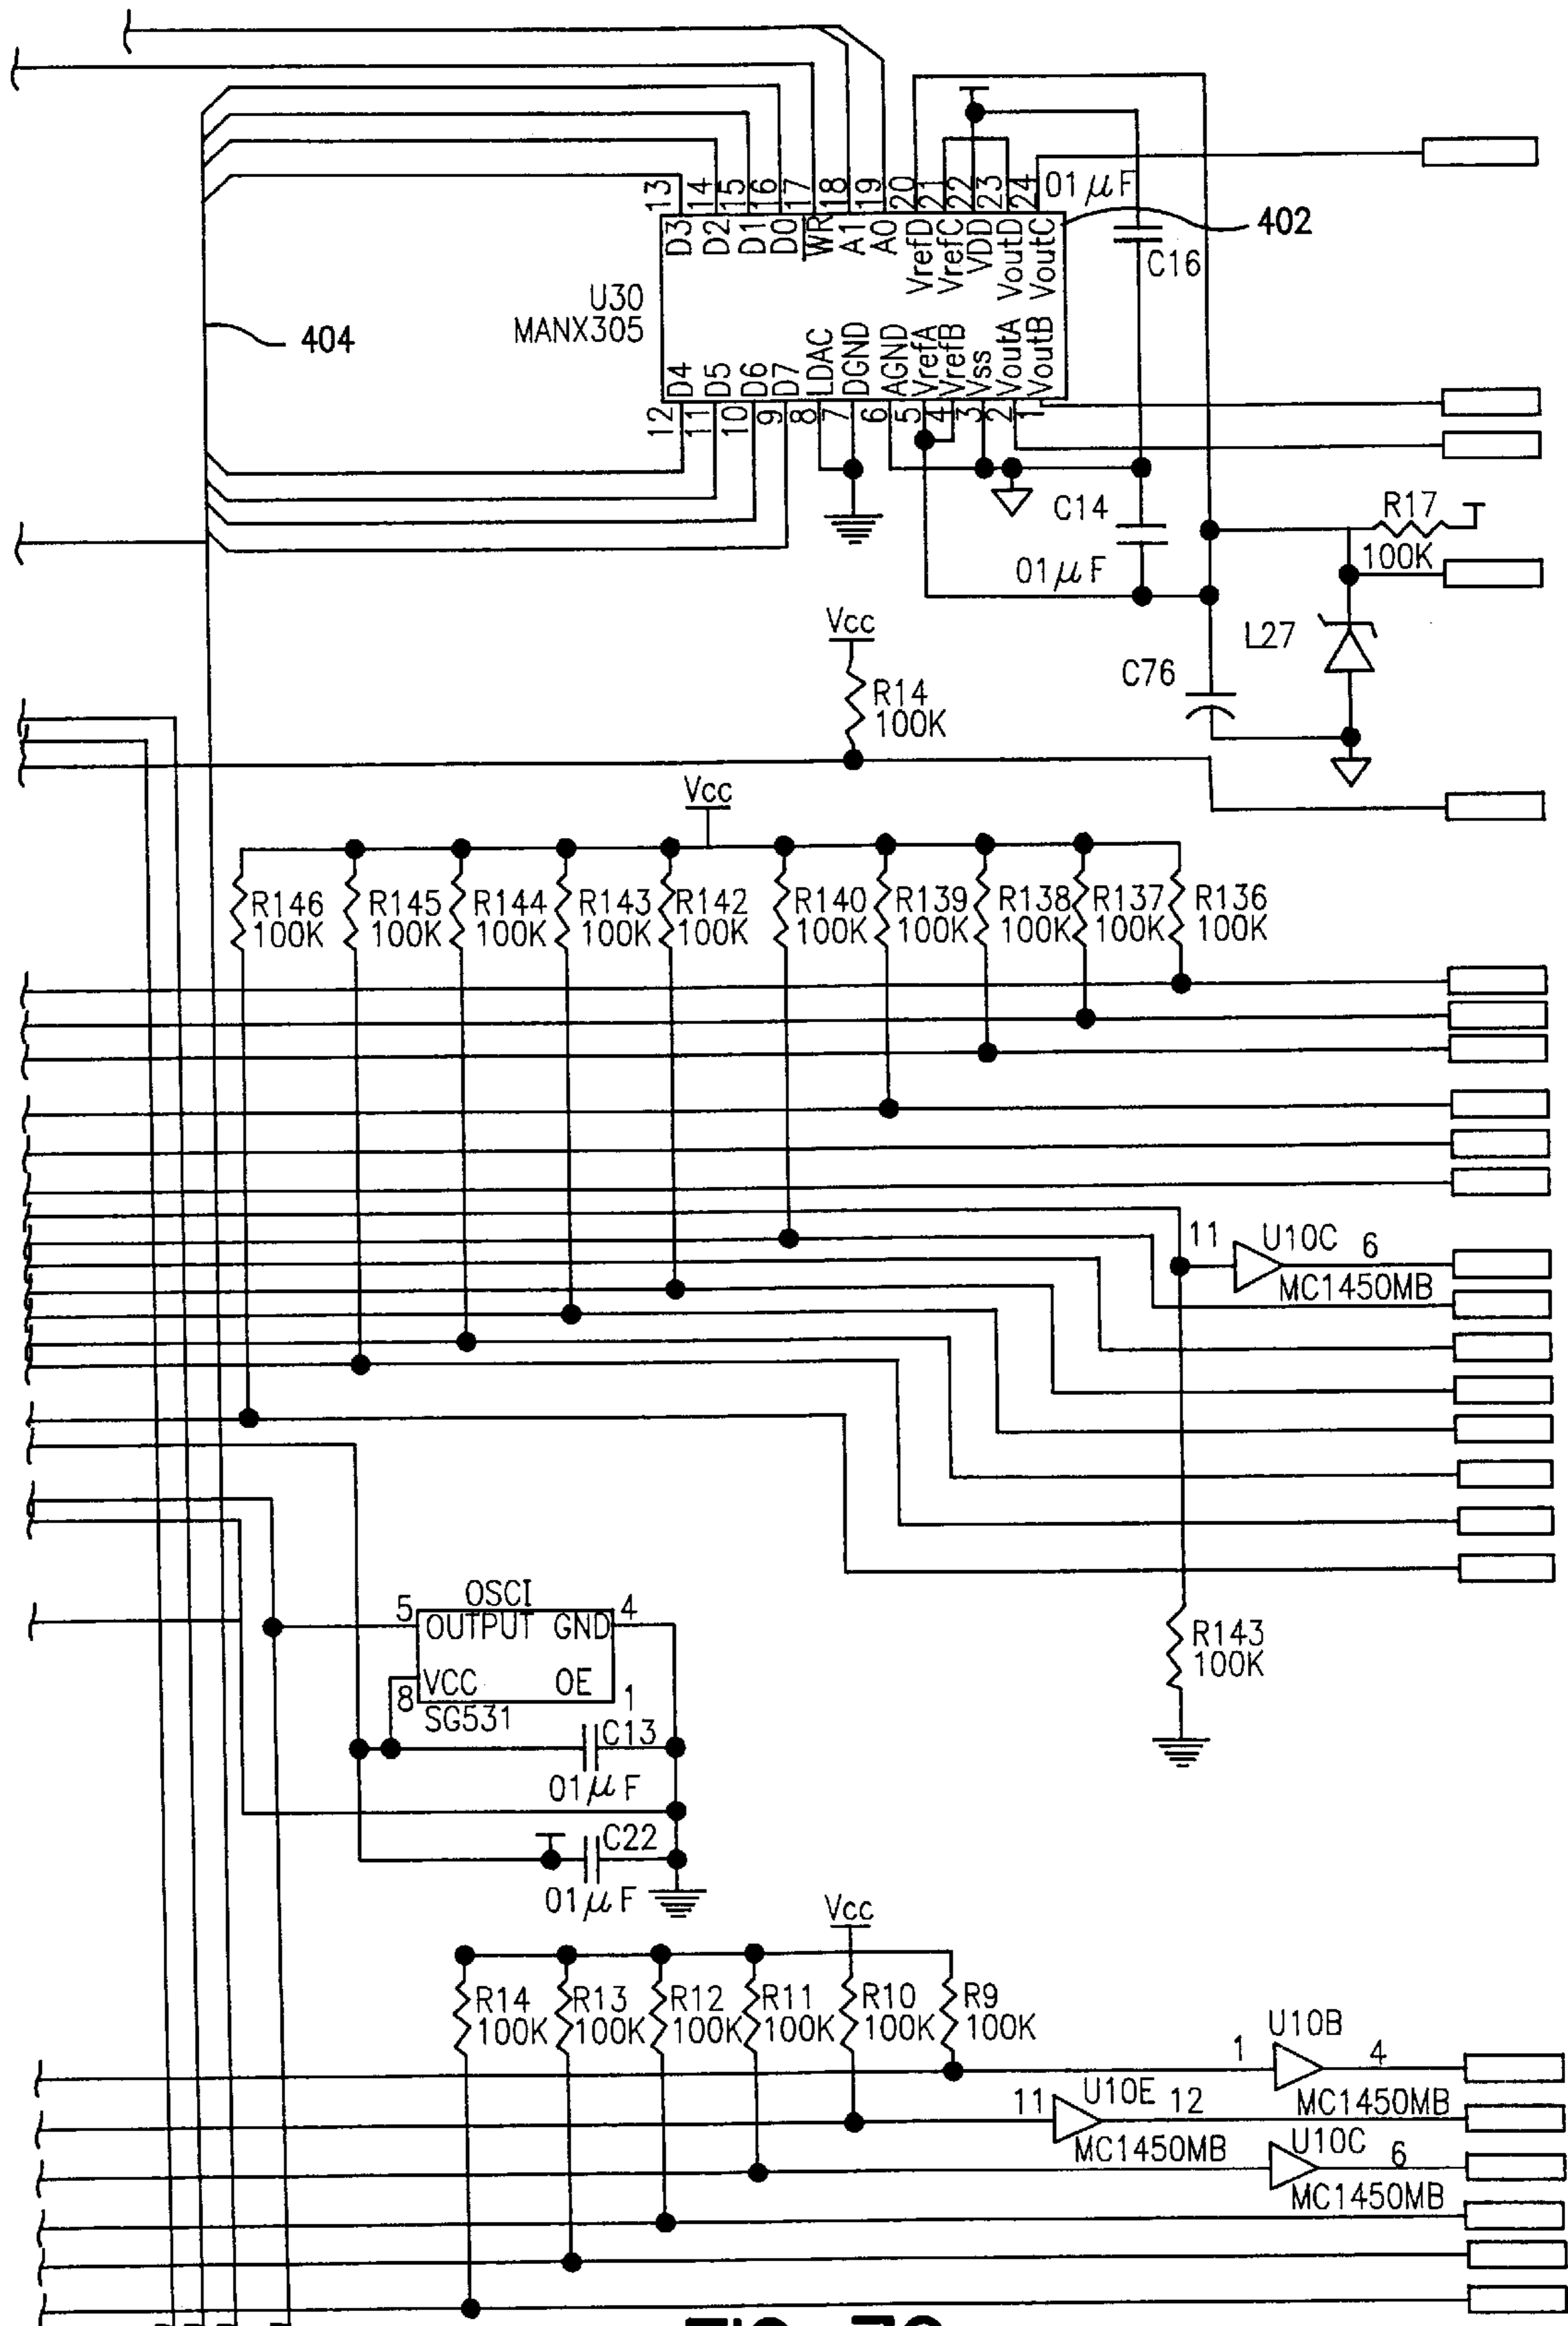 13 14 15 16 17 18 19 20 21 22 23 24
01 μF
D3 D2 D1 D0 WR A1 A0 VrefD VrefC VDD VoutD VoutC
402
C16
U30
MANX305
404
D4 D5 D6 D7 LDAC DGND AGND VrefA VrefB Vss VoutA VoutB
12 11 10 9 8 7 6 5 4 3 2 1
C14
01 μF
R17
100K
L27
C76
Vcc
R14
100K
Vcc
R146 R145 R144 R143 R142 R140 R139 R138 R137 R136
100K 100K 100K 100K 100K 100K 100K 100K 100K 100K
11 U10C 6
MC1450MB
OSCI
5 OUTPUT GND 4
VCC OE
8 1
SG531
C13
01 μF
C22
01 μF
R143
100K
Vcc
R14 R13 R12 R11 R10 R9
100K 100K 100K 100K 100K 100K
U10B
1 4
MC1450MB
U10E
11 12
MC1450MB
U10C 6
MC1450MB